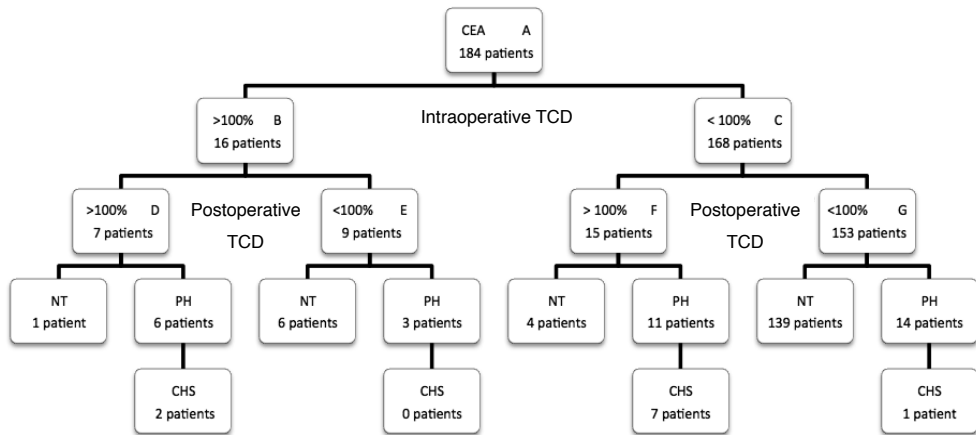 CEA A
184 patients
Intraoperative TCD
>100% B
16 patients
< 100% C
168 patients
>100% D
7 patients
Postoperative
TCD
<100% E
9 patients
> 100% F
15 patients
Postoperative
TCD
<100% G
153 patients
NT
1 patient
PH
6 patients
NT
6 patients
PH
3 patients
NT
4 patients
PH
11 patients
NT
139 patients
PH
14 patients
CHS
2 patients
CHS
0 patients
CHS
7 patients
CHS
1 patient